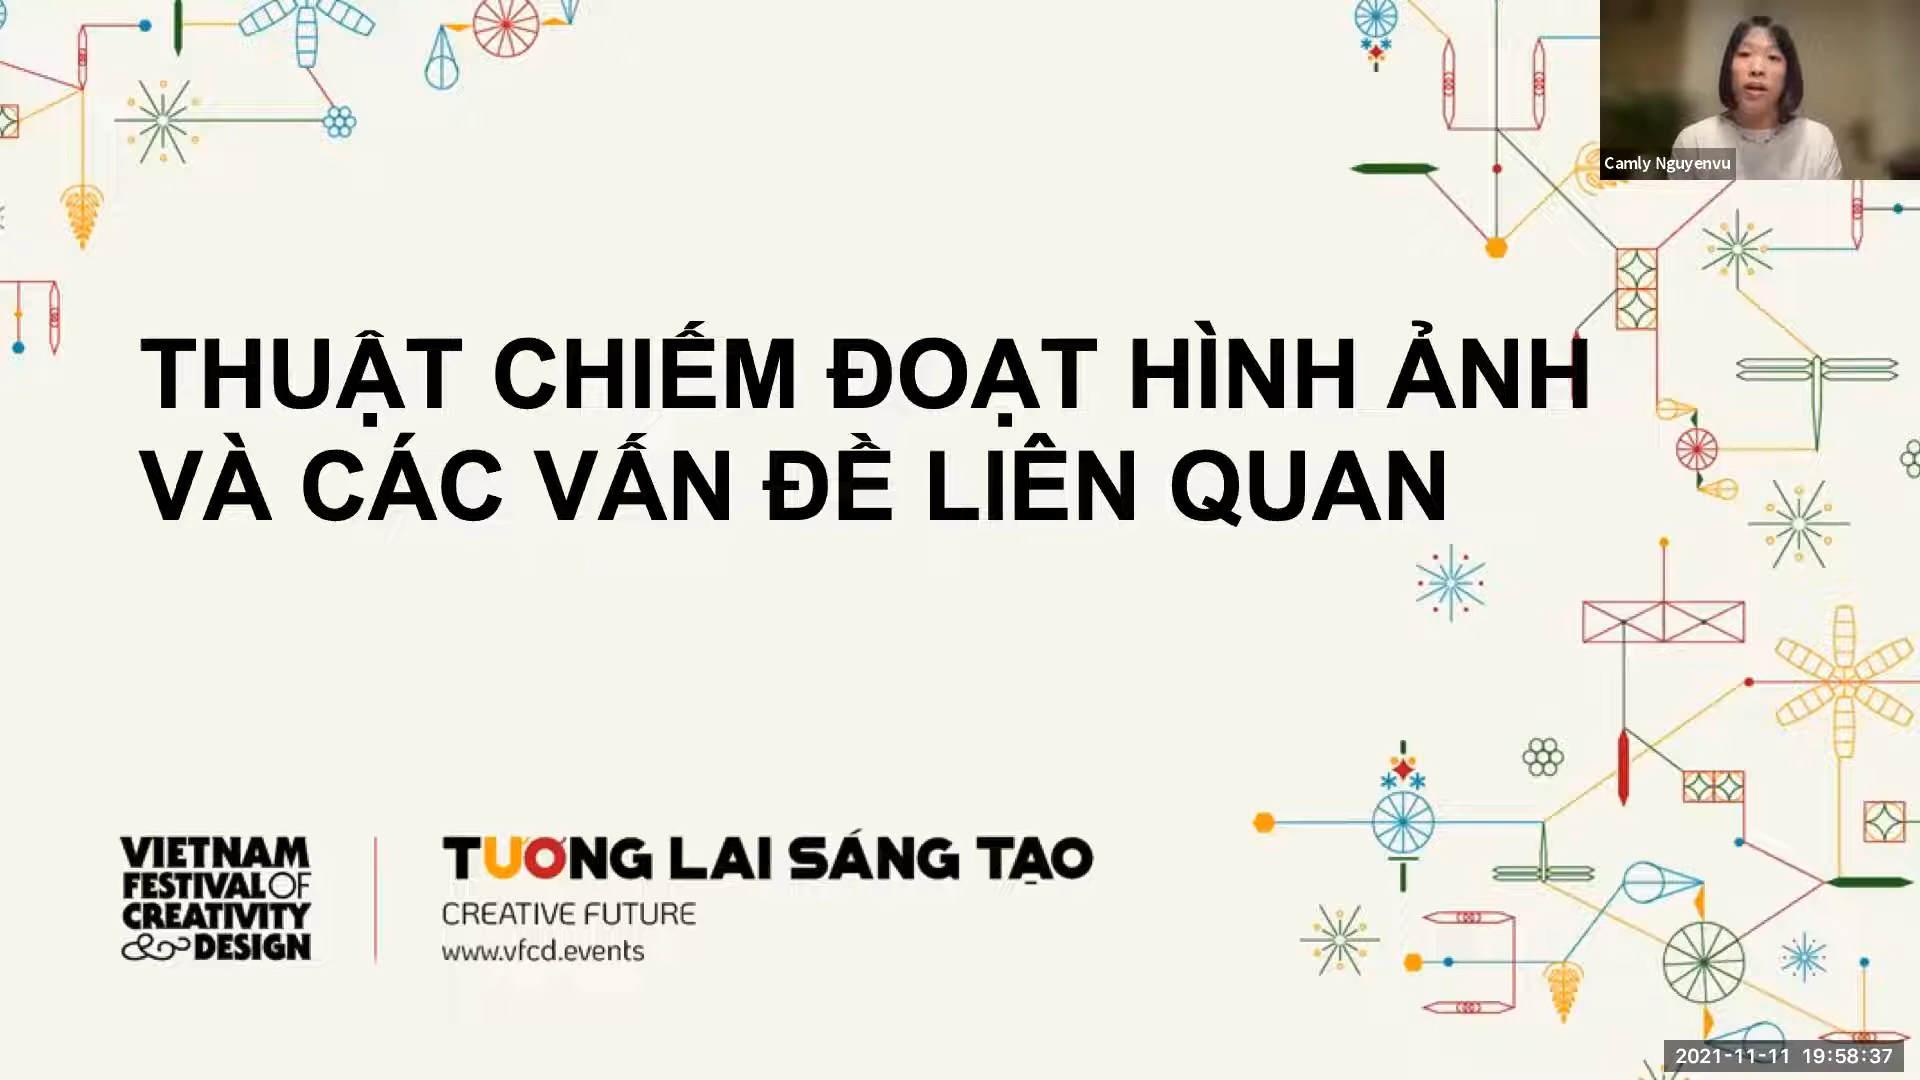 Camly Nguyenvu
THUẬT CHIẾM ĐOẠT HÌNH ẢNH
VÀ CÁC VẤN ĐỀ LIÊN QUAN
VIETNAM
FESTIVAL OF
CREATIVITY
& DESIGN
TƯƠNG LAI SÁNG TẠO
CREATIVE FUTURE
www.vfcd.events
2021-11-11 19:58:37